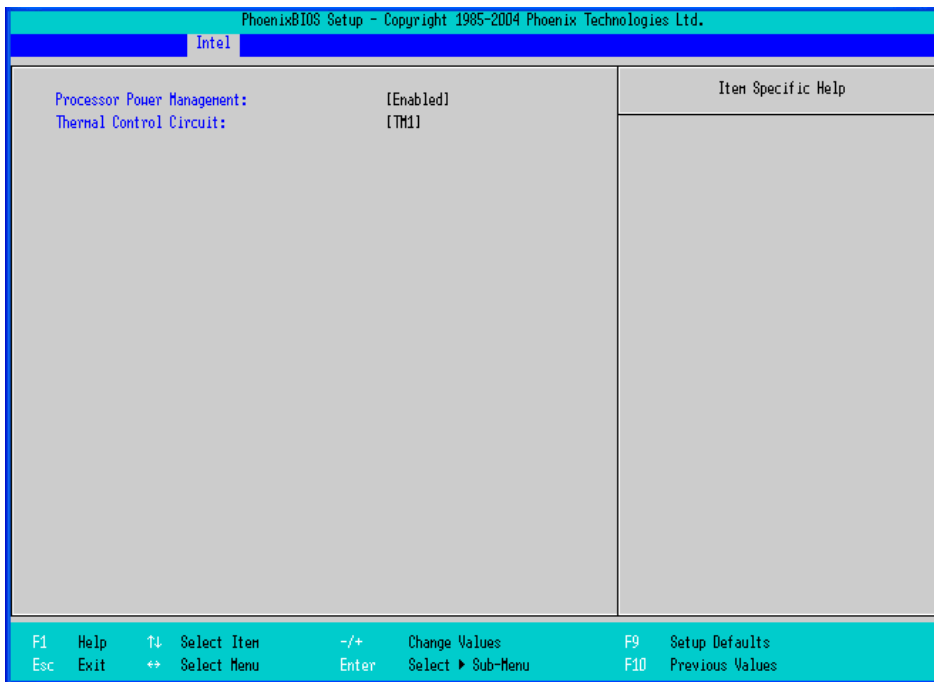 PhoenixBIOS Setup - Copyright 1985-2004 Phoenix Technologies Ltd.
Intel
Processor Power Management: [Enabled]
Thermal Control Circuit: [TM1]
Item Specific Help
F1 Help ↑↓ Select Item -/+ Change Values F9 Setup Defaults
Esc Exit ↔ Select Menu Enter Select ▶ Sub-Menu F10 Previous Values